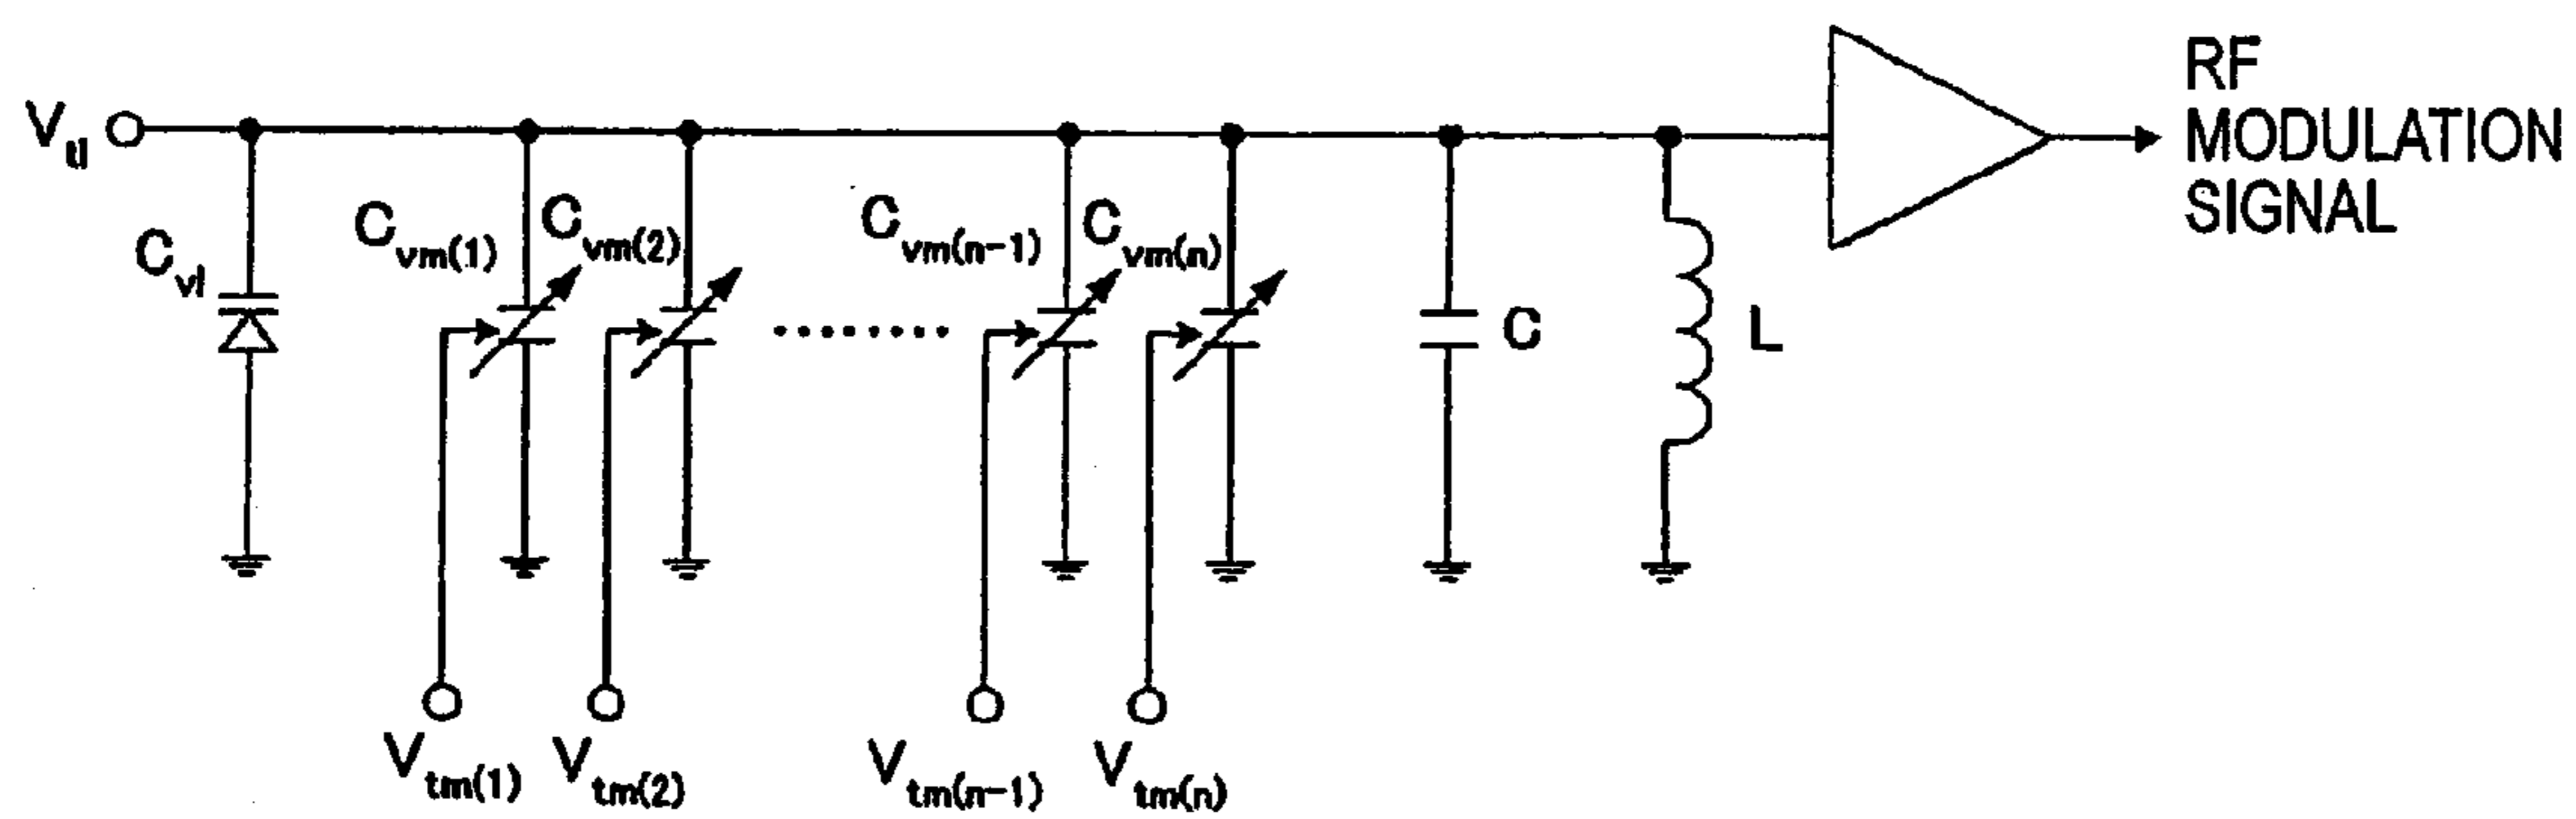 RF
MODULATION
SIGNAL
Vtl
Cvl
Cvm(1)
Cvm(2)
Cvm(n-1)
Cvm(n)
C
L
Vtm(1)
Vtm(2)
Vtm(n-1)
Vtm(n)